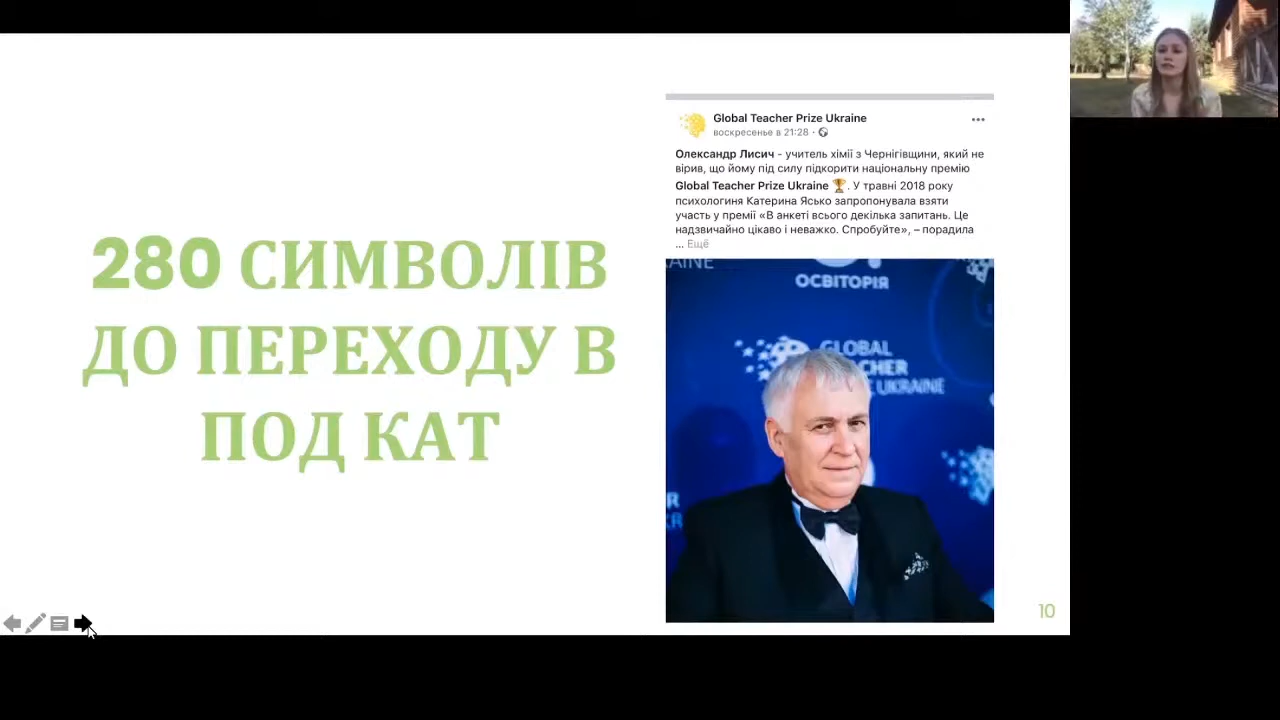 280 СИМВОЛІВ
ДО ПЕРЕХОДУ В
ПОД КАТ
Global Teacher Prize Ukraine
воскресенье в 21:28 ·
Олександр Лисич - учитель хімії з Чернігівщини, який не
вірив, що йому під силу підкорити національну премію
Global Teacher Prize Ukraine 🏆. У травні 2018 року
психологиня Катерина Ясько запропонувала взяти
участь у премії «В анкеті всього декілька запитань. Це
надзвичайно цікаво і неважко. Спробуйте», – порадила
... Ещё
ОСВІТОРІЯ
GLOBAL
UKRAINE
10